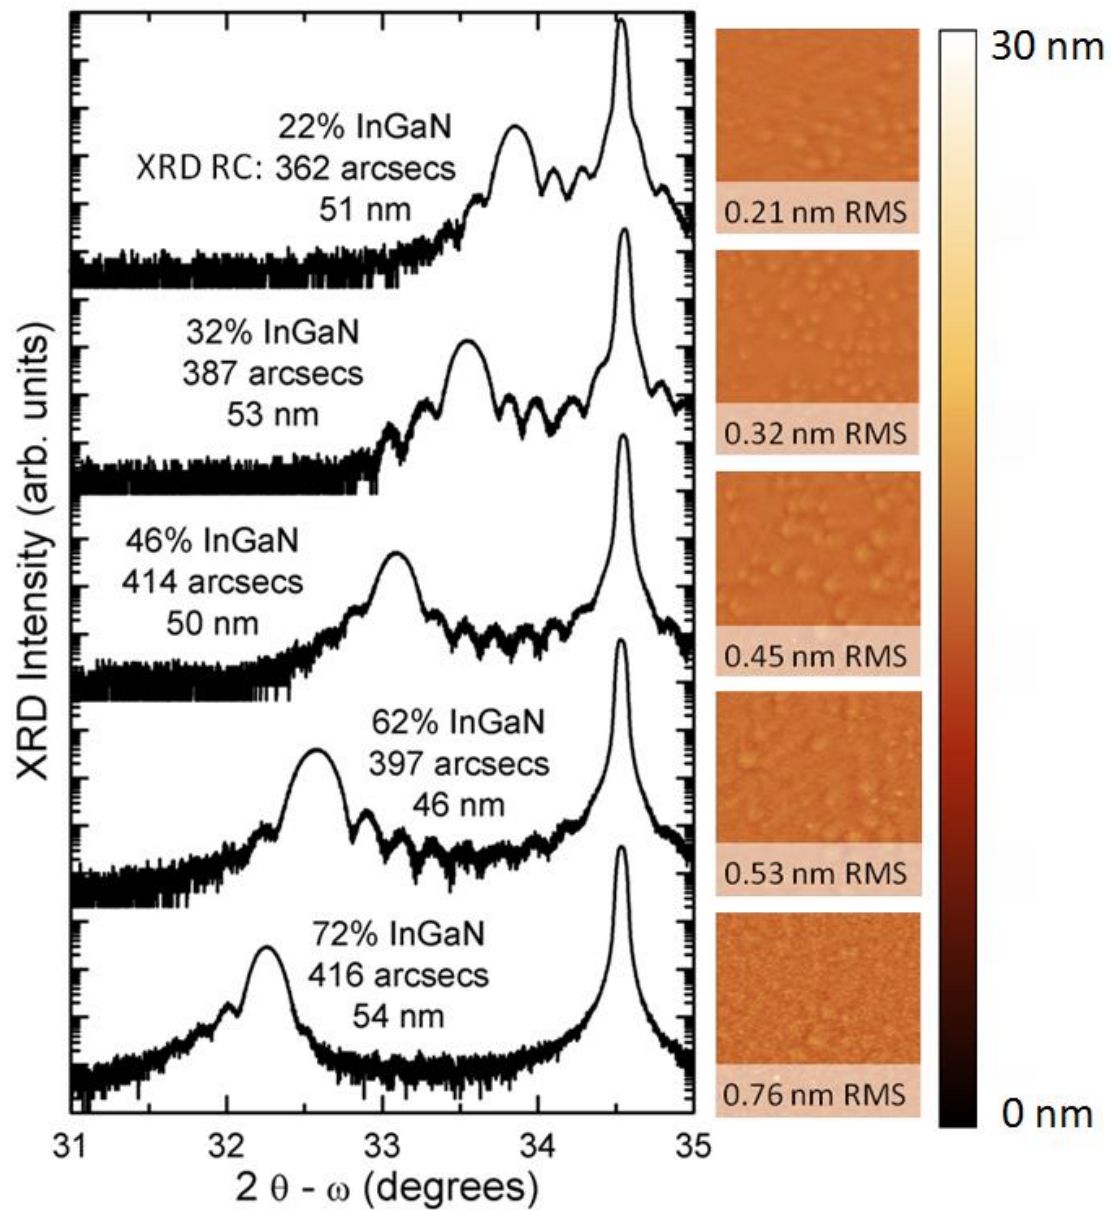 22% InGaN
XRD RC: 362 arcsecs
51 nm
32% InGaN
387 arcsecs
53 nm
46% InGaN
414 arcsecs
50 nm
62% InGaN
397 arcsecs
46 nm
72% InGaN
416 arcsecs
54 nm
XRD Intensity (arb. units)
31 32 33 34 35
2 θ - ω (degrees)
0.21 nm RMS
0.32 nm RMS
0.45 nm RMS
0.53 nm RMS
0.76 nm RMS
30 nm
0 nm